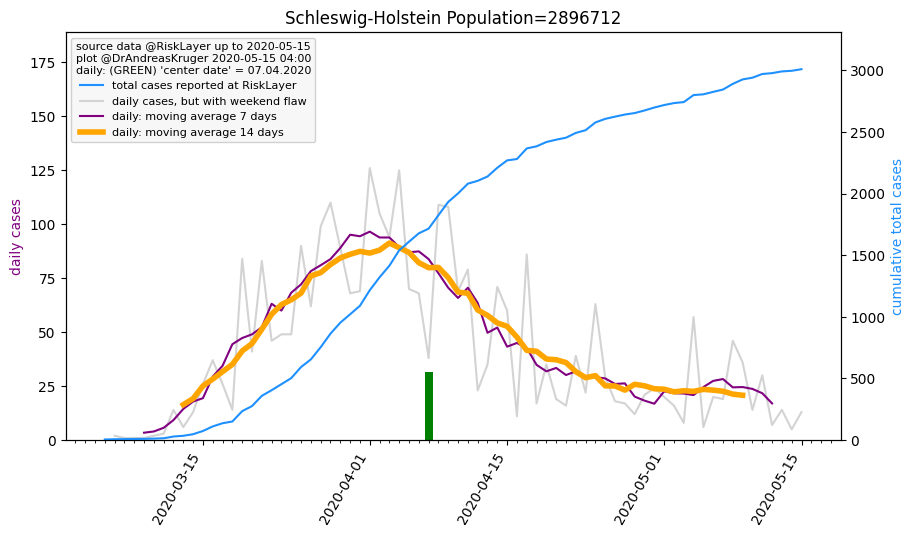 Schleswig-Holstein Population=2896712
source data @RiskLayer up to 2020-05-15
plot @DrAndreasKruger 2020-05-15 04:00
daily: (GREEN) 'center date' = 07.04.2020
total cases reported at RiskLayer
daily cases, but with weekend flaw
daily: moving average 7 days
daily: moving average 14 days
daily cases
175
150
125
100
75
50
25
0
3000
2500
2000
1500
1000
500
0
cumulative total cases
2020-03-15
2020-04-01
2020-04-15
2020-05-01
2020-05-15